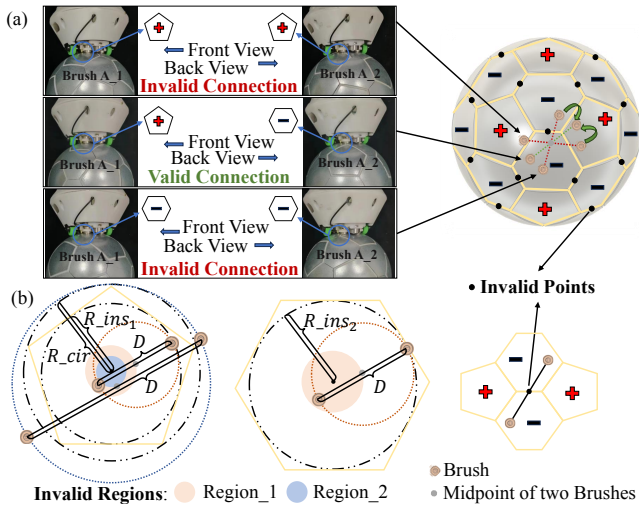 (a)
Front View
Back View
Brush A_1
Brush A_2
Invalid Connection
Front View
Back View
Brush A_1
Brush A_2
Valid Connection
Front View
Back View
Brush A_1
Brush A_2
Invalid Connection
Invalid Points
(b)
R_ins₁
R_cir
D
D
R_ins₂
D
Brush
Midpoint of two Brushes
Invalid Regions: Region_1 Region_2